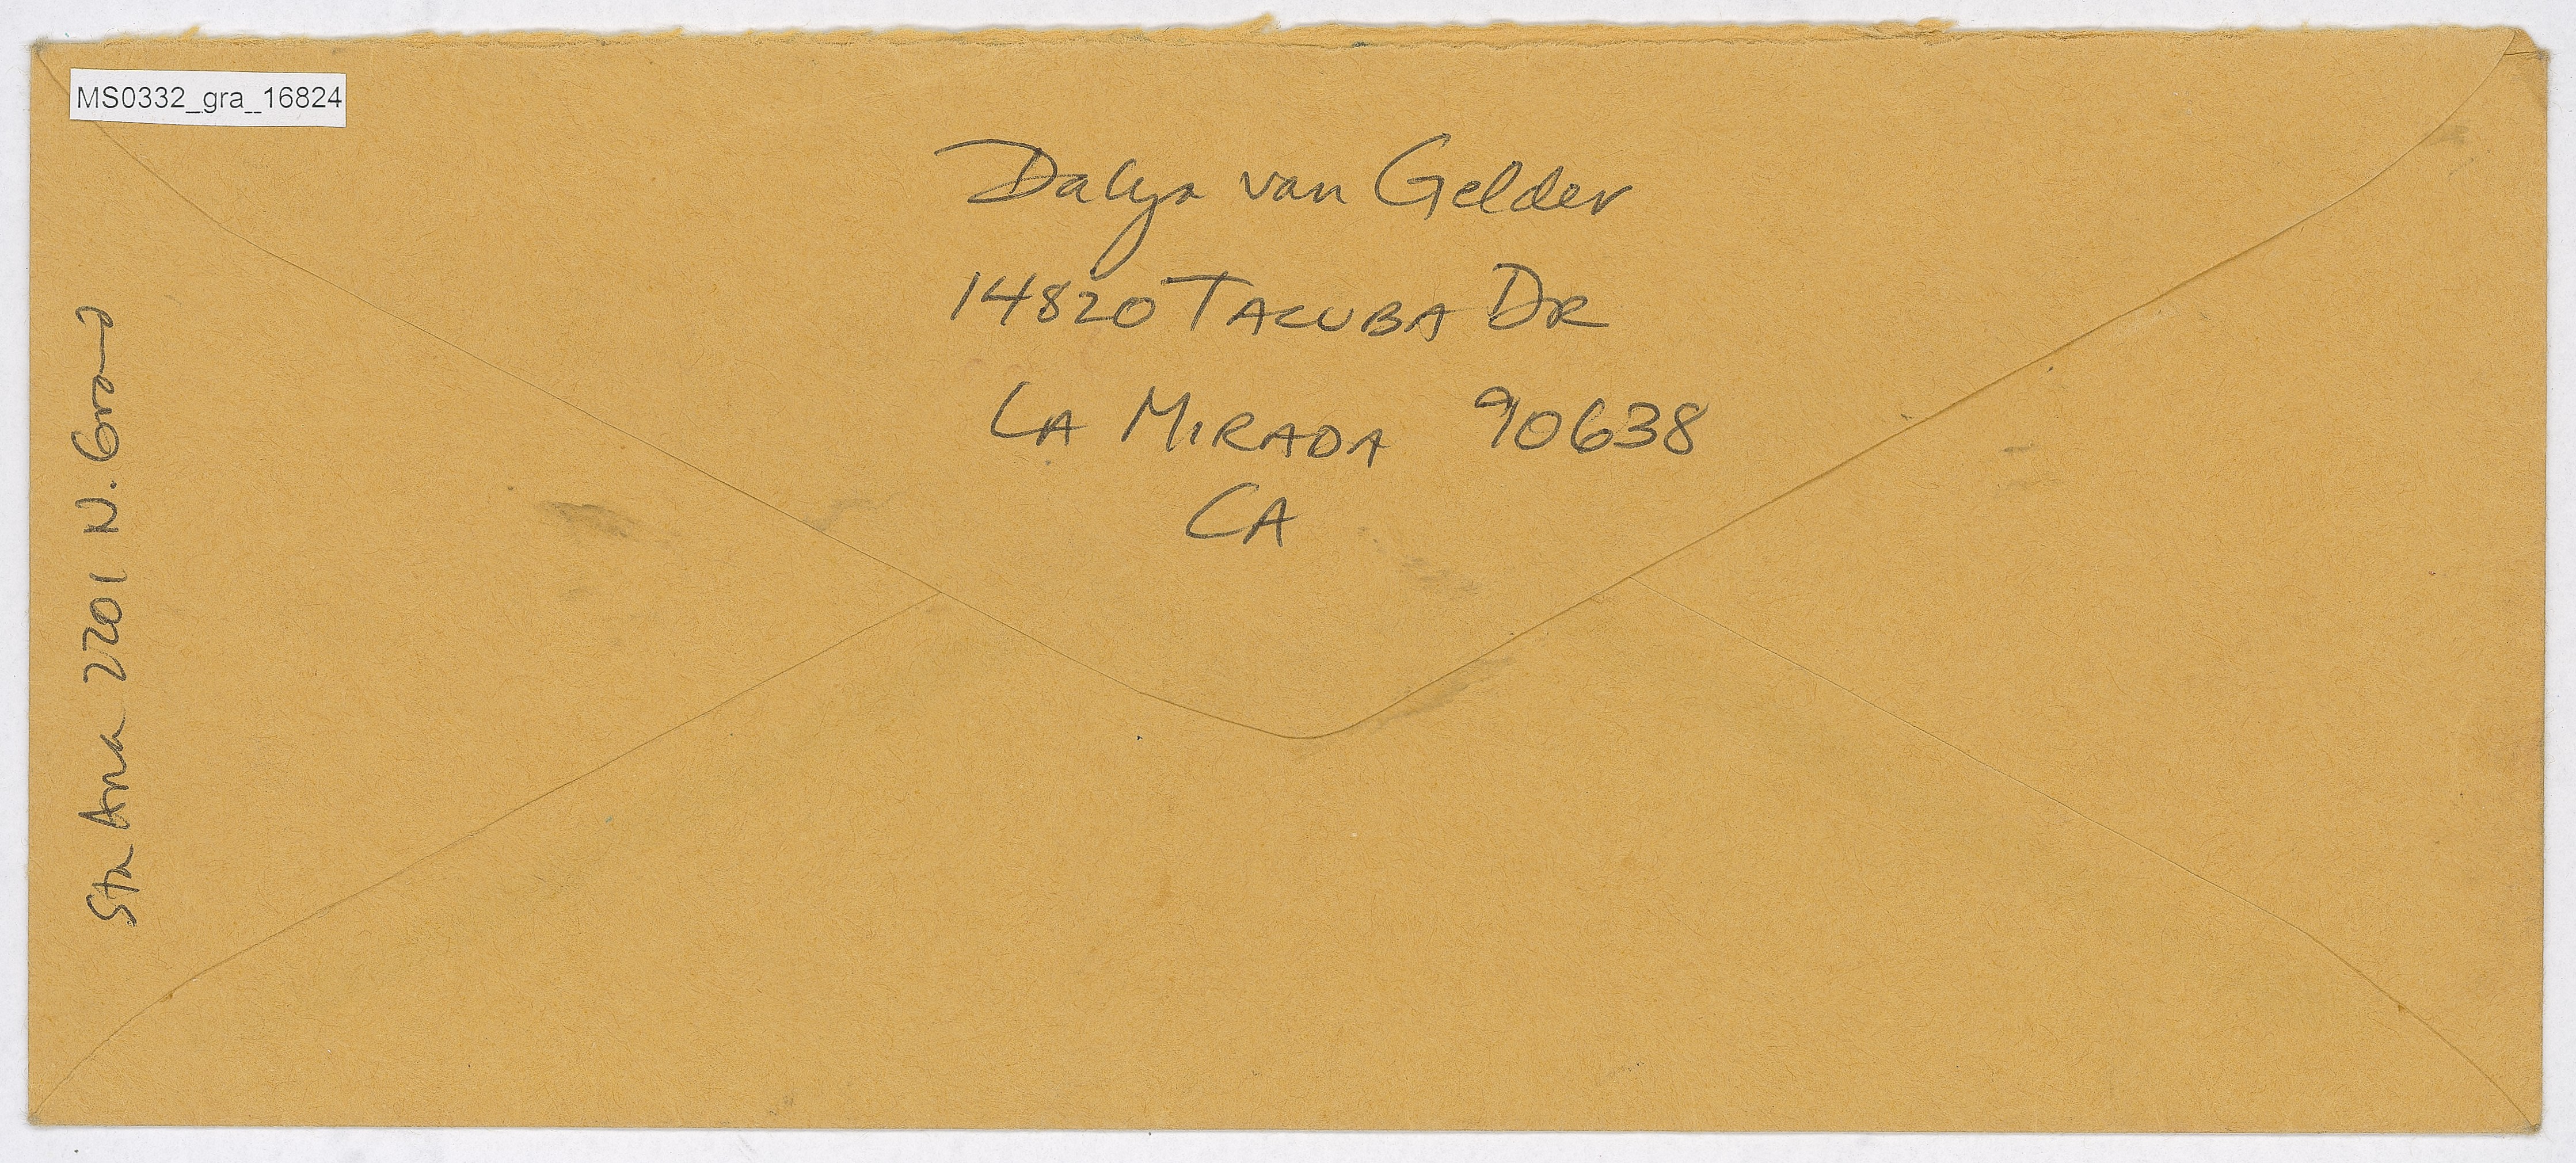 MS0332_gra_16824
Dalya van Gelder
14820 TACUBA DR
LA MIRADA 90638
CA
Sta Ana 2201 N. Grand